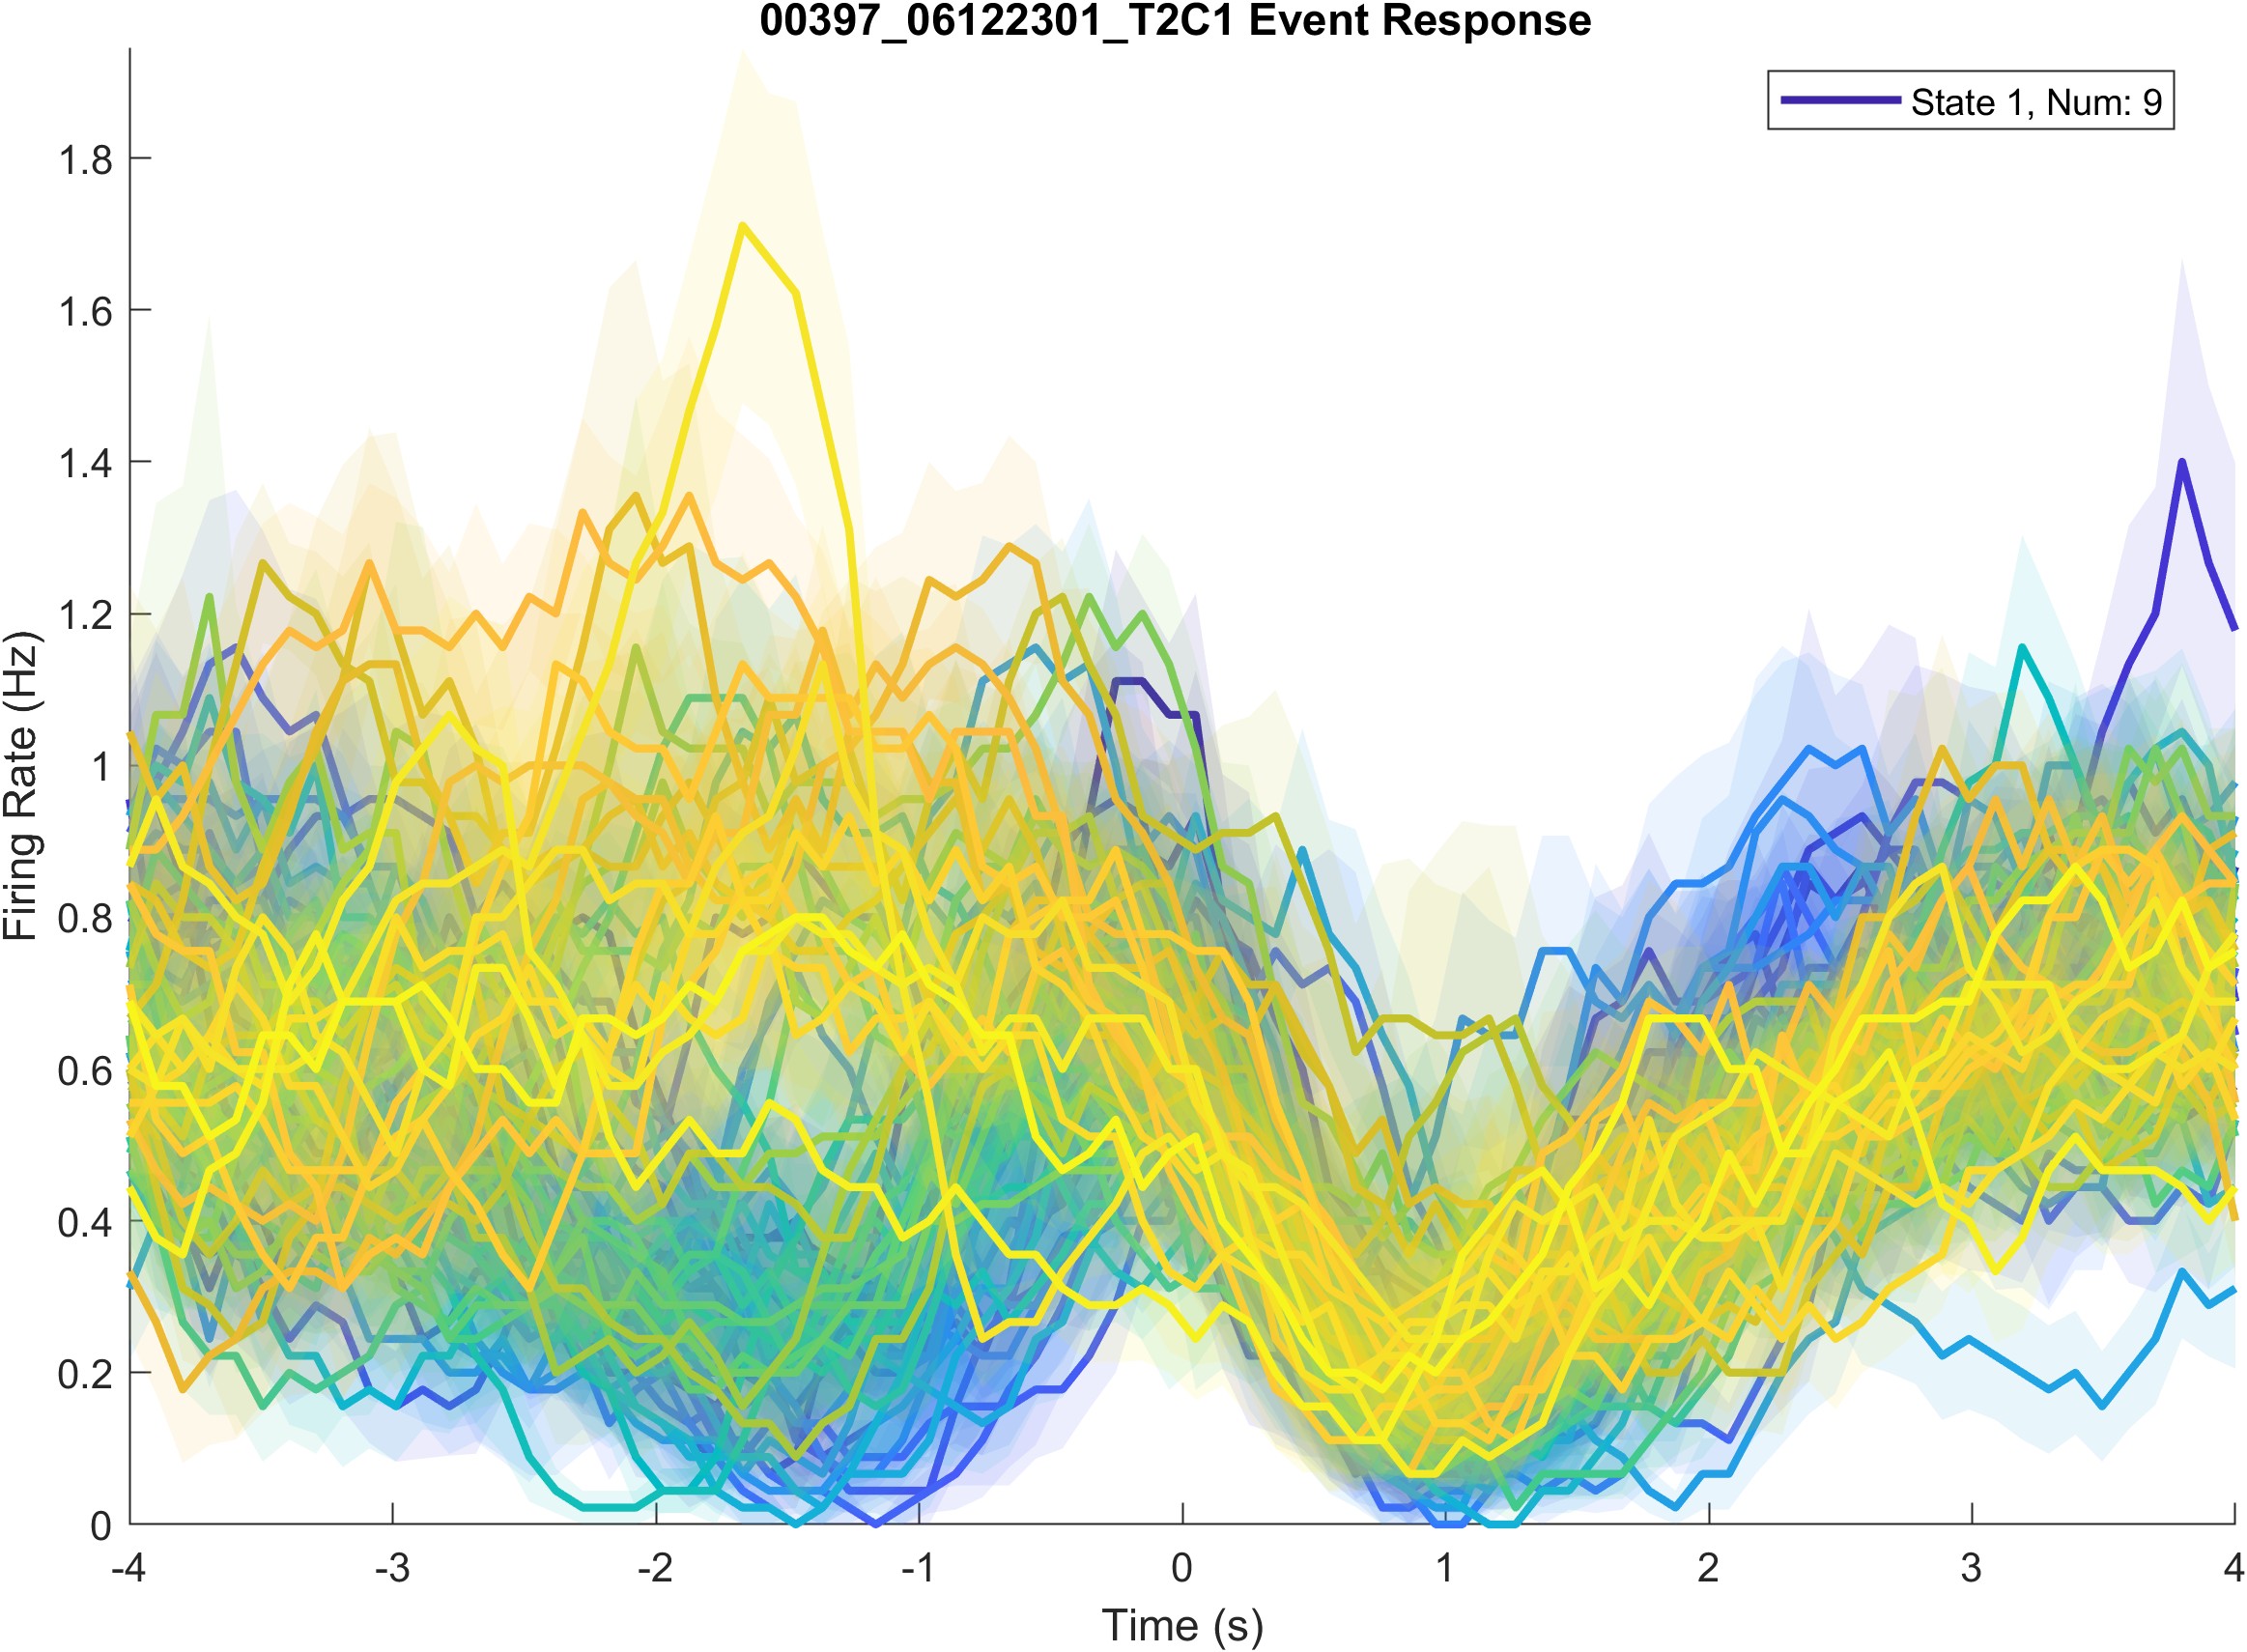 00397_06122301_T2C1 Event Response
State 1, Num: 9
Firing Rate (Hz)
1.8
1.6
1.4
1.2
1
0.8
0.6
0.4
0.2
0
-4 -3 -2 -1 0 1 2 3 4
Time (s)